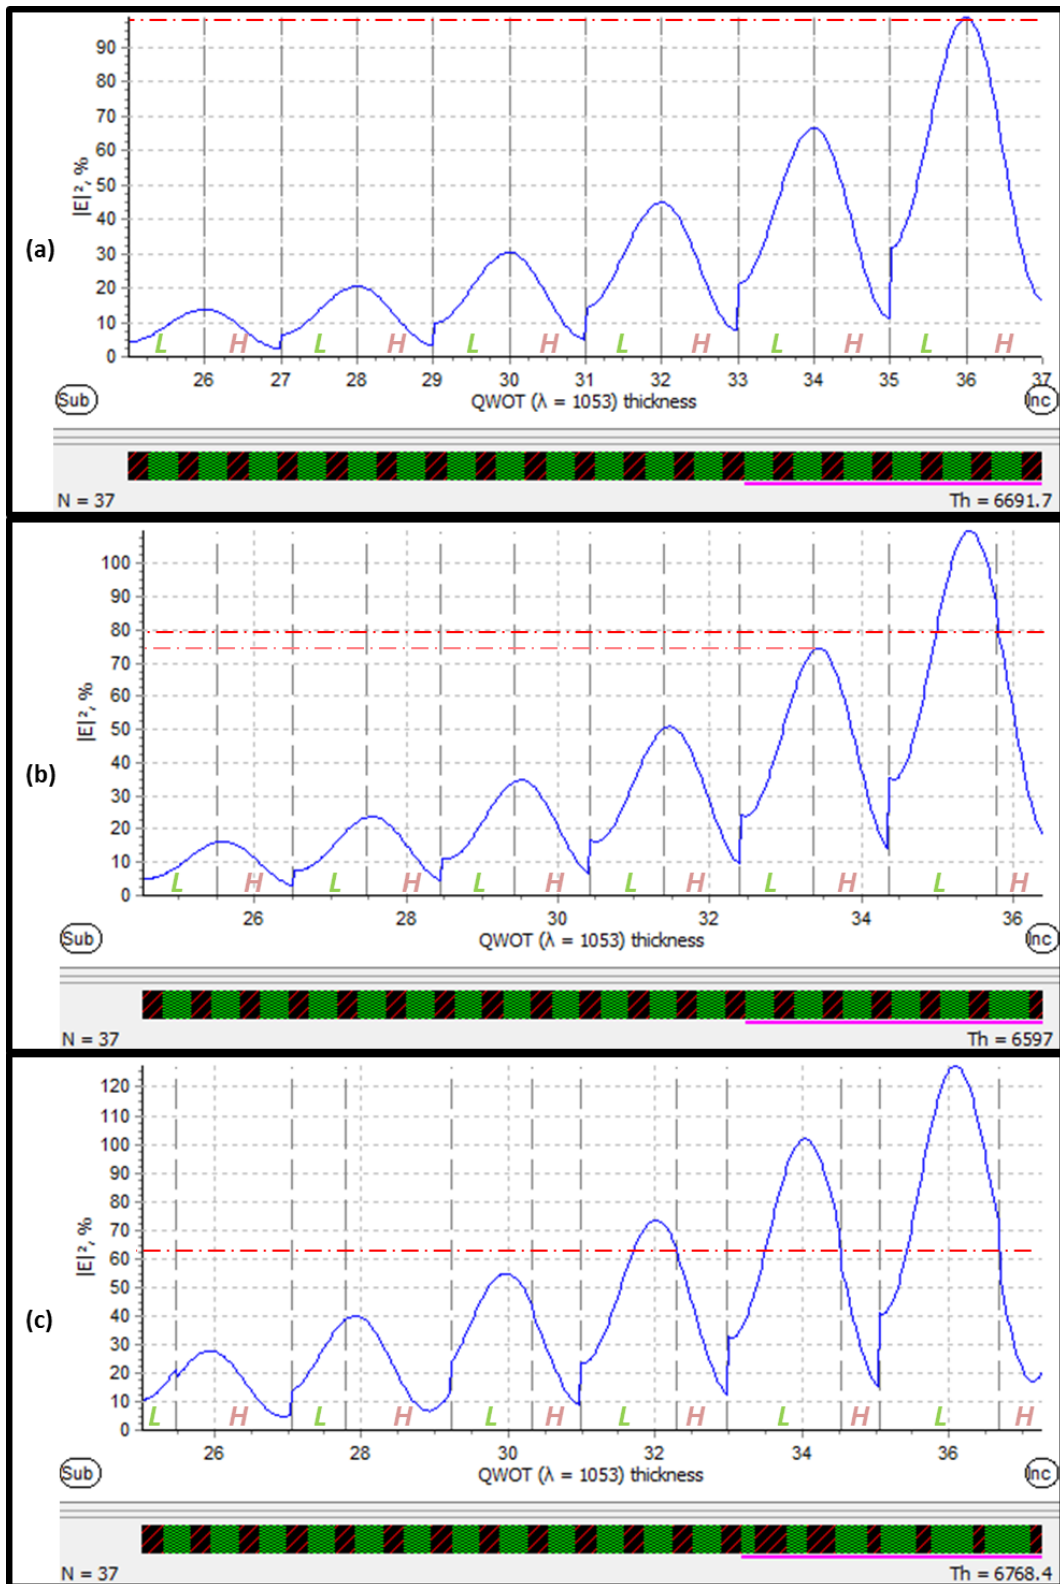 (a)
|E|², %
90
80
70
60
50
40
30
20
10
0
L H L H L H L H L H L H
26 27 28 29 30 31 32 33 34 35 36 37
Sub QWOT (λ = 1053) thickness Inc
N = 37 Th = 6691.7
(b)
|E|², %
100
90
80
70
60
50
40
30
20
10
0
L H L H L H L H L H L H
26 28 30 32 34 36
Sub QWOT (λ = 1053) thickness Inc
N = 37 Th = 6597
(c)
|E|², %
120
110
100
90
80
70
60
50
40
30
20
10
0
L H L H L H L H L H L H
26 28 30 32 34 36
Sub QWOT (λ = 1053) thickness Inc
N = 37 Th = 6768.4